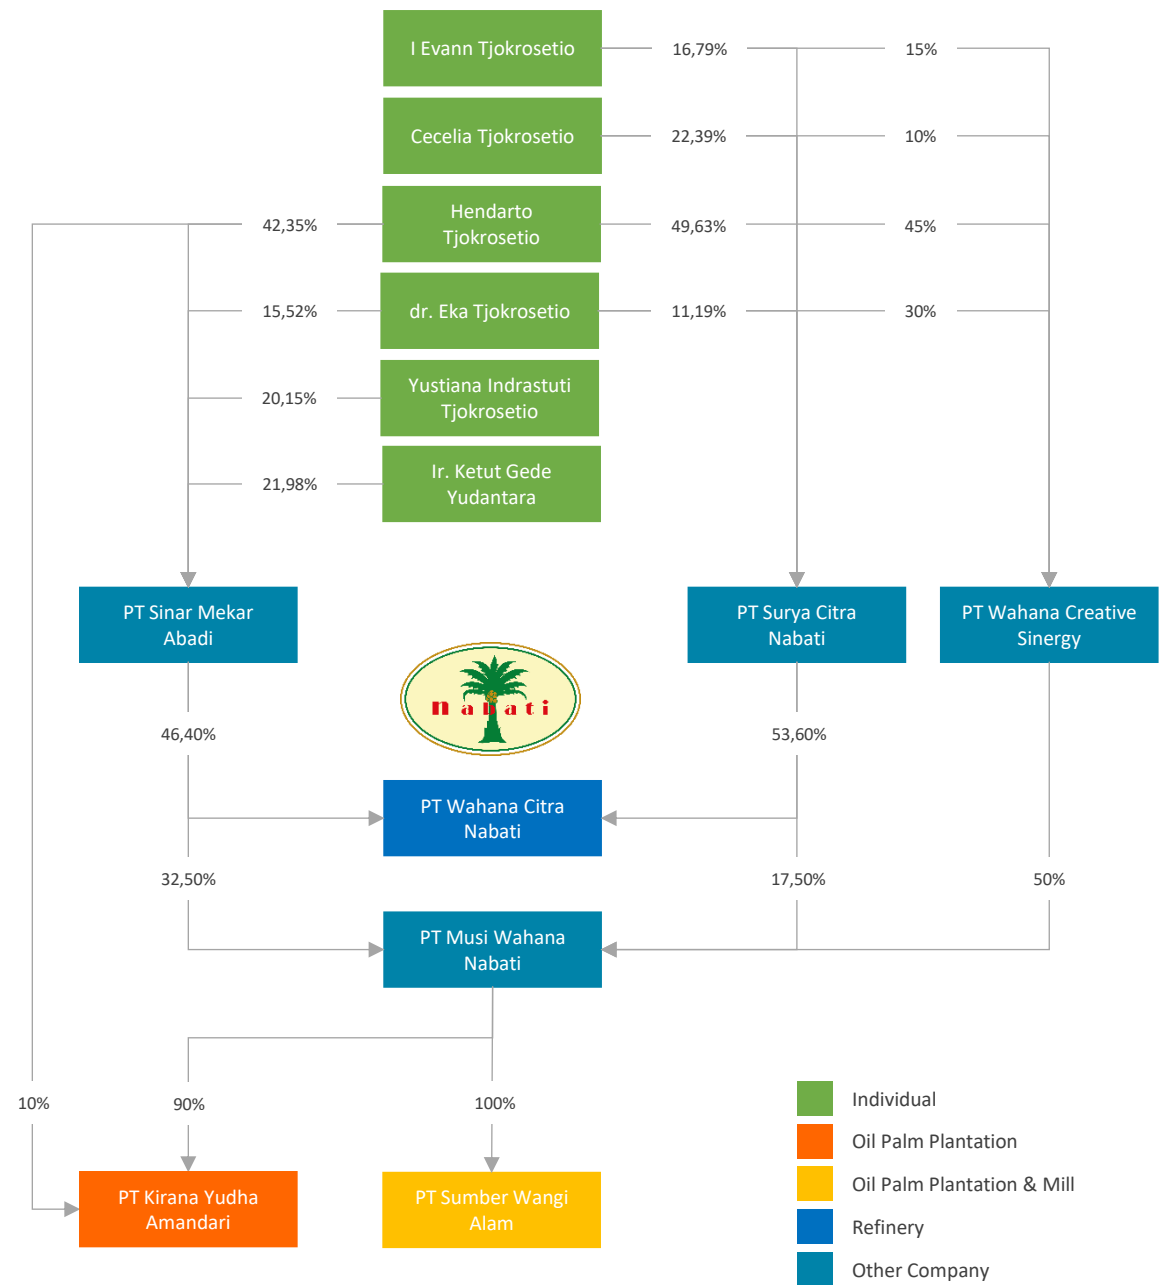 I Evann Tjokrosetio
16,79%
15%
Cecelia Tjokrosetio
22,39%
10%
42,35%
Hendarto
Tjokrosetio
49,63%
45%
15,52%
dr. Eka Tjokrosetio
11,19%
30%
20,15%
Yustiana Indrastuti
Tjokrosetio
21,98%
Ir. Ketut Gede
Yudantara
PT Sinar Mekar
Abadi
PT Surya Citra
Nabati
PT Wahana Creative
Sinergy
nabati
46,40%
53,60%
PT Wahana Citra
Nabati
32,50%
17,50%
50%
PT Musi Wahana
Nabati
10%
90%
100%
PT Kirana Yudha
Amandari
PT Sumber Wangi
Alam
Individual
Oil Palm Plantation
Oil Palm Plantation & Mill
Refinery
Other Company